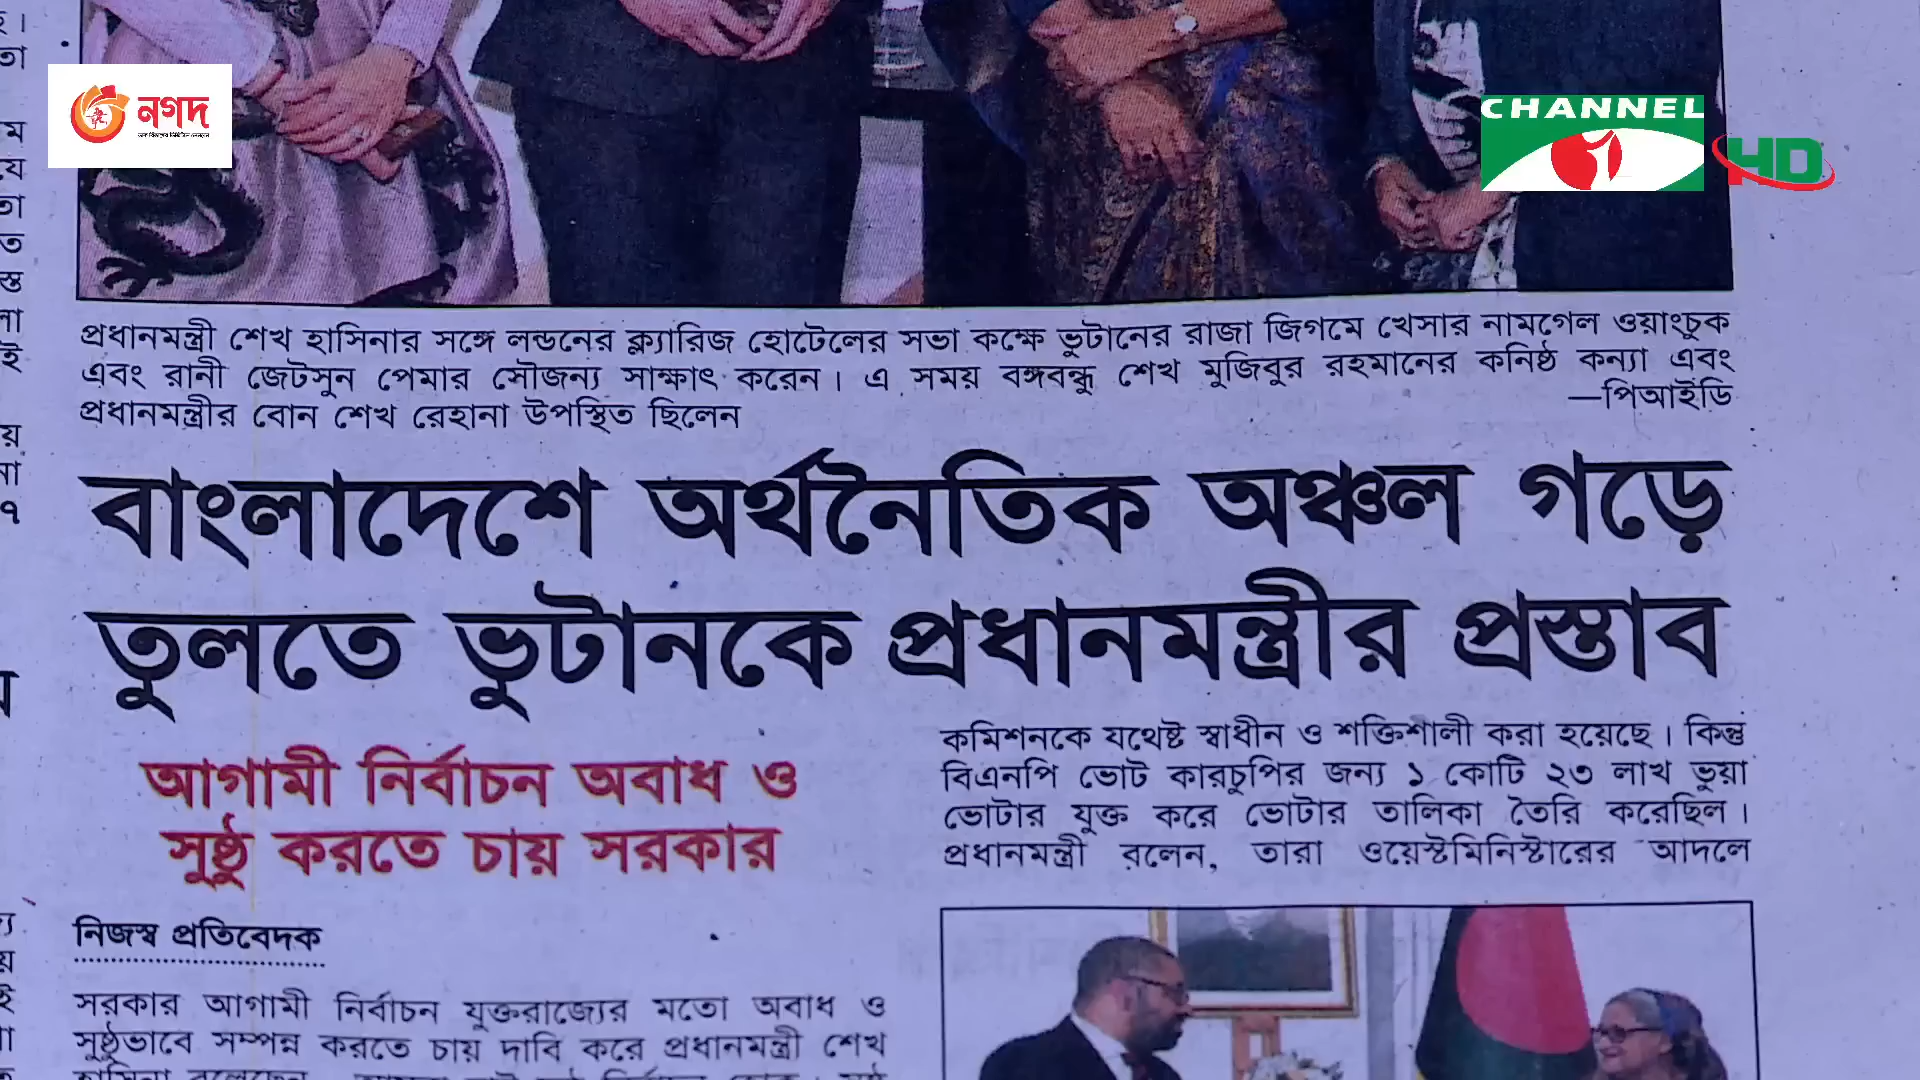 নগদ
CHANNEL
HD
প্রধানমন্ত্রী শেখ হাসিনার সঙ্গে লন্ডনের ক্ল্যারিজ হোটেলের সভা কক্ষে ভুটানের রাজা জিগমে খেসার নামগেল ওয়াংচুক
এবং রানী জেটসুন পেমার সৌজন্য সাক্ষাৎ করেন। এ সময় বঙ্গবন্ধু শেখ মুজিবুর রহমানের কনিষ্ঠ কন্যা এবং
প্রধানমন্ত্রীর বোন শেখ রেহানা উপস্থিত ছিলেন
—পিআইডি
বাংলাদেশে অর্থনৈতিক অঞ্চল গড়ে
তুলতে ভুটানকে প্রধানমন্ত্রীর প্রস্তাব
আগামী নির্বাচন অবাধ ও
সুষ্ঠু করতে চায় সরকার
নিজস্ব প্রতিবেদক
সরকার আগামী নির্বাচন যুক্তরাজ্যের মতো অবাধ ও
সুষ্ঠুভাবে সম্পন্ন করতে চায় দাবি করে প্রধানমন্ত্রী শেখ
কমিশনকে যথেষ্ট স্বাধীন ও শক্তিশালী করা হয়েছে। কিন্তু
বিএনপি ভোট কারচুপির জন্য ১ কোটি ২৩ লাখ ভুয়া
ভোটার যুক্ত করে ভোটার তালিকা তৈরি করেছিল।
প্রধানমন্ত্রী বলেন, তারা ওয়েস্টমিনিস্টারের আদলে